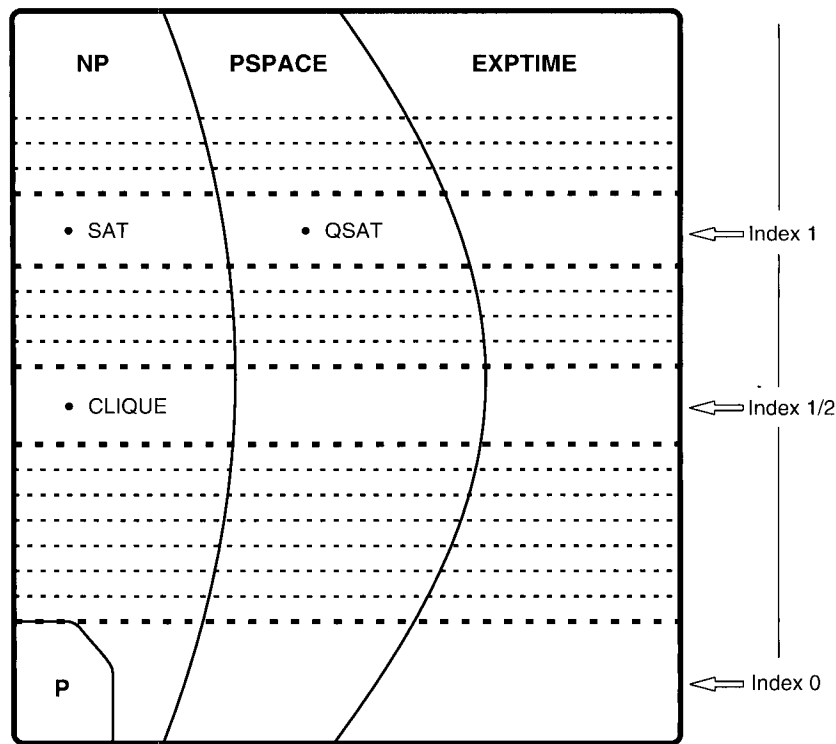 NP PSPACE EXPTIME
• SAT • QSAT Index 1
• CLIQUE Index 1/2
P Index 0